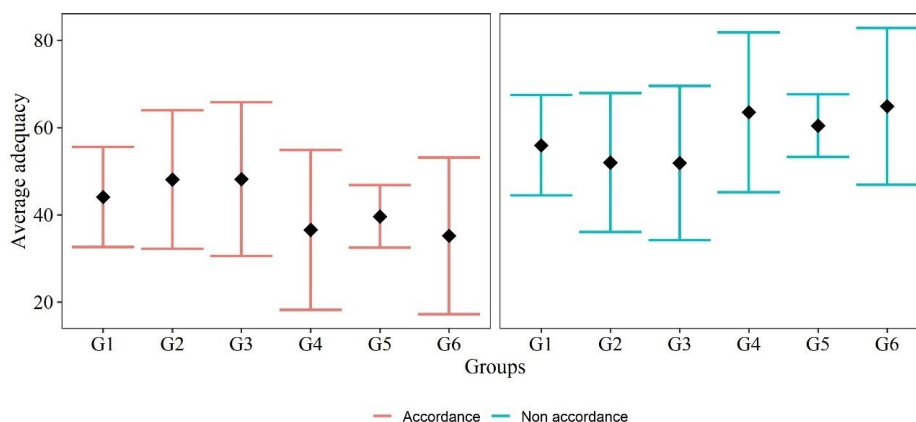 Average adequacy
80
60
40
20
G1 G2 G3 G4 G5 G6 G1 G2 G3 G4 G5 G6
Groups
Accordance Non accordance